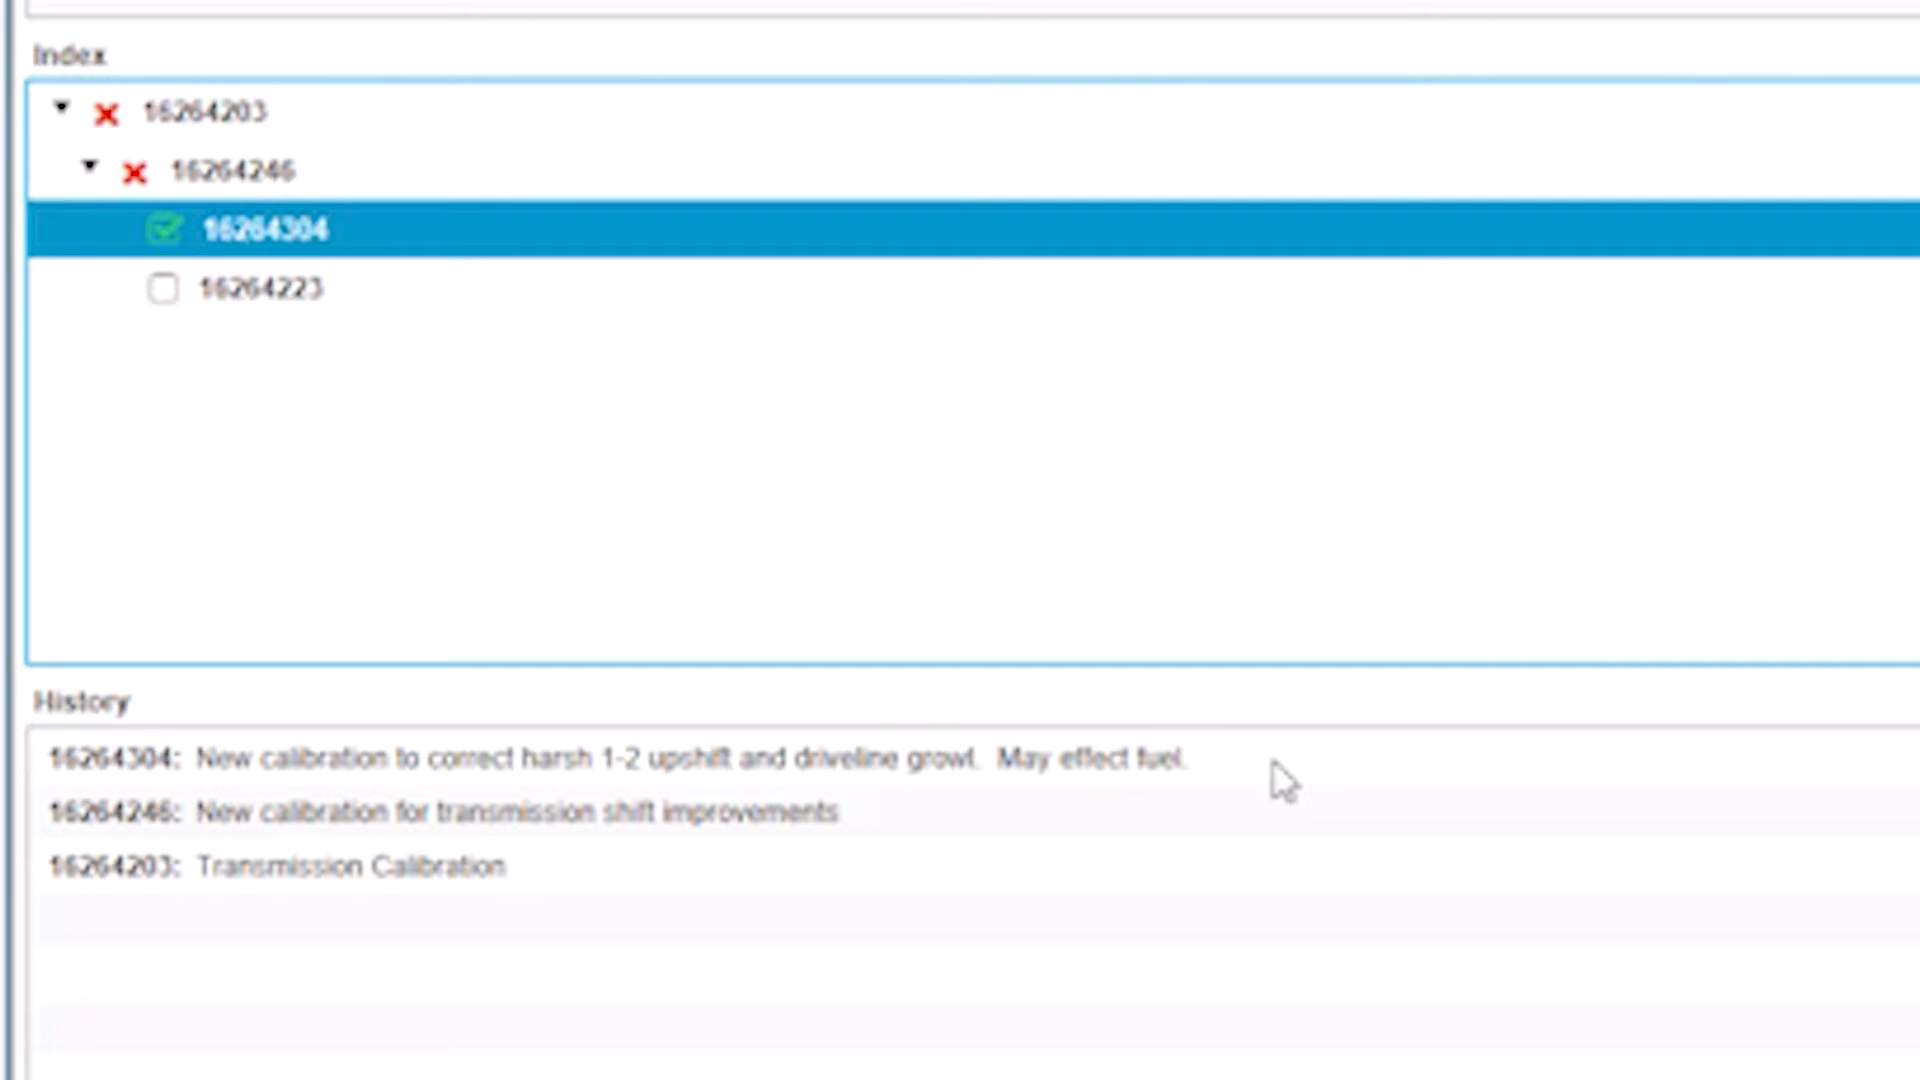 Index
16264203
16264246
16264304
16264223
History
16264304: New calibration to correct harsh 1-2 upshift and driveline growl. May effect fuel.
16264246: New calibration for transmission shift improvements
16264203: Transmission Calibration